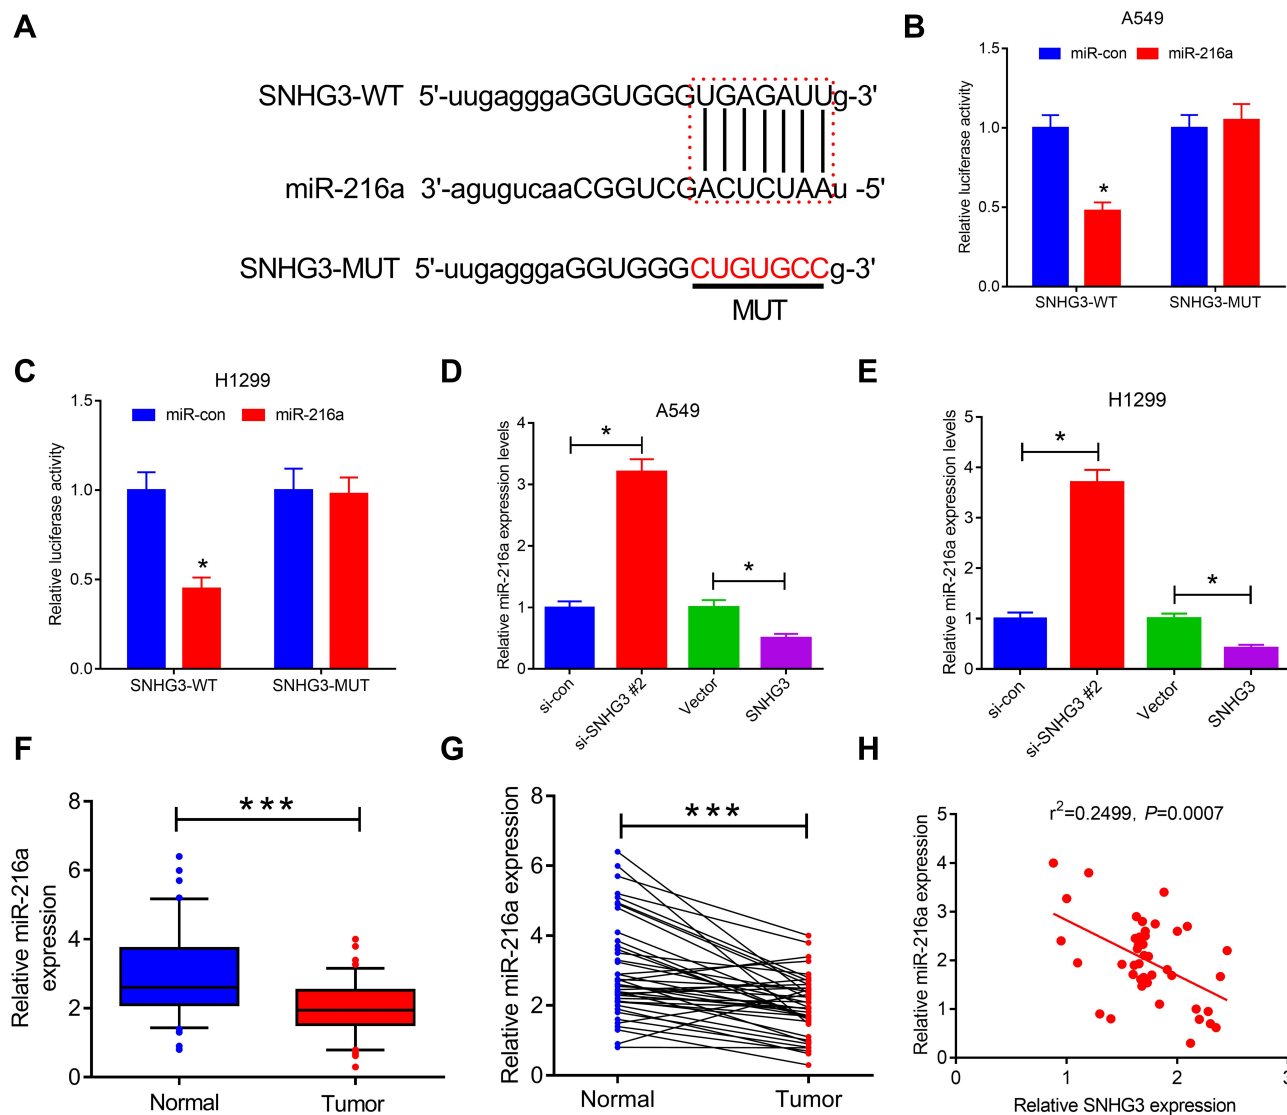 A
SNHG3-WT 5'-uugagggaGGUGGGUGAGAUUg-3'
miR-216a 3'-agugucaaCGGUCGACUCUAAu -5'
SNHG3-MUT 5'-uugagggaGGUGGGCUGUGCCg-3'
MUT
B
A549
miR-con miR-216a
Relative luciferase activity
1.5
1.0
0.5
0.0
*
SNHG3-WT SNHG3-MUT
C
H1299
miR-con miR-216a
Relative luciferase activity
1.5
1.0
0.5
0.0
*
SNHG3-WT SNHG3-MUT
D
A549
Relative miR-216a expression levels
4
3
2
1
0
*
*
si-con
si-SNHG3 #2
Vector
SNHG3
E
H1299
Relative miR-216a expression levels
5
4
3
2
1
0
*
*
si-con
si-SNHG3 #2
Vector
SNHG3
F
Relative miR-216a
expression
8
6
4
2
0
***
Normal Tumor
G
Relative miR-216a expression
8
6
4
2
0
***
Normal Tumor
H
r²=0.2499, P=0.0007
Relative miR-216a expression
5
4
3
2
1
0
0 1 2 3
Relative SNHG3 expression